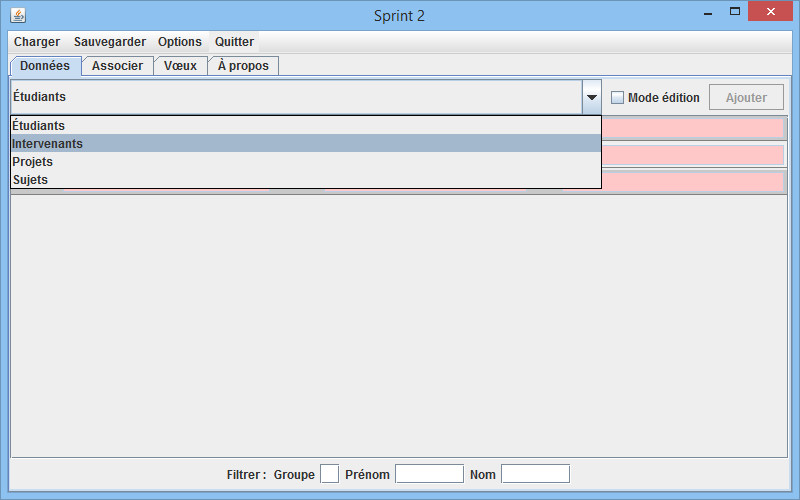 Sprint 2
Charger Sauvegarder Options Quitter
Données Associer Vœux À propos
Étudiants Mode édition Ajouter
Étudiants
Intervenants
Projets
Sujets
Filtrer : Groupe Prénom Nom